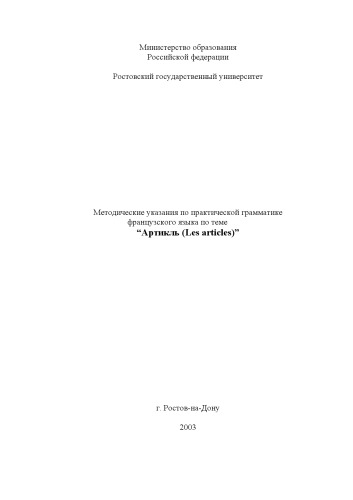 Министерство образования
Российской федерации
Ростовский государственный университет
Методические указания по практической грамматике
французского языка по теме
“Артикль (Les articles)”
г. Ростов-на-Дону
2003